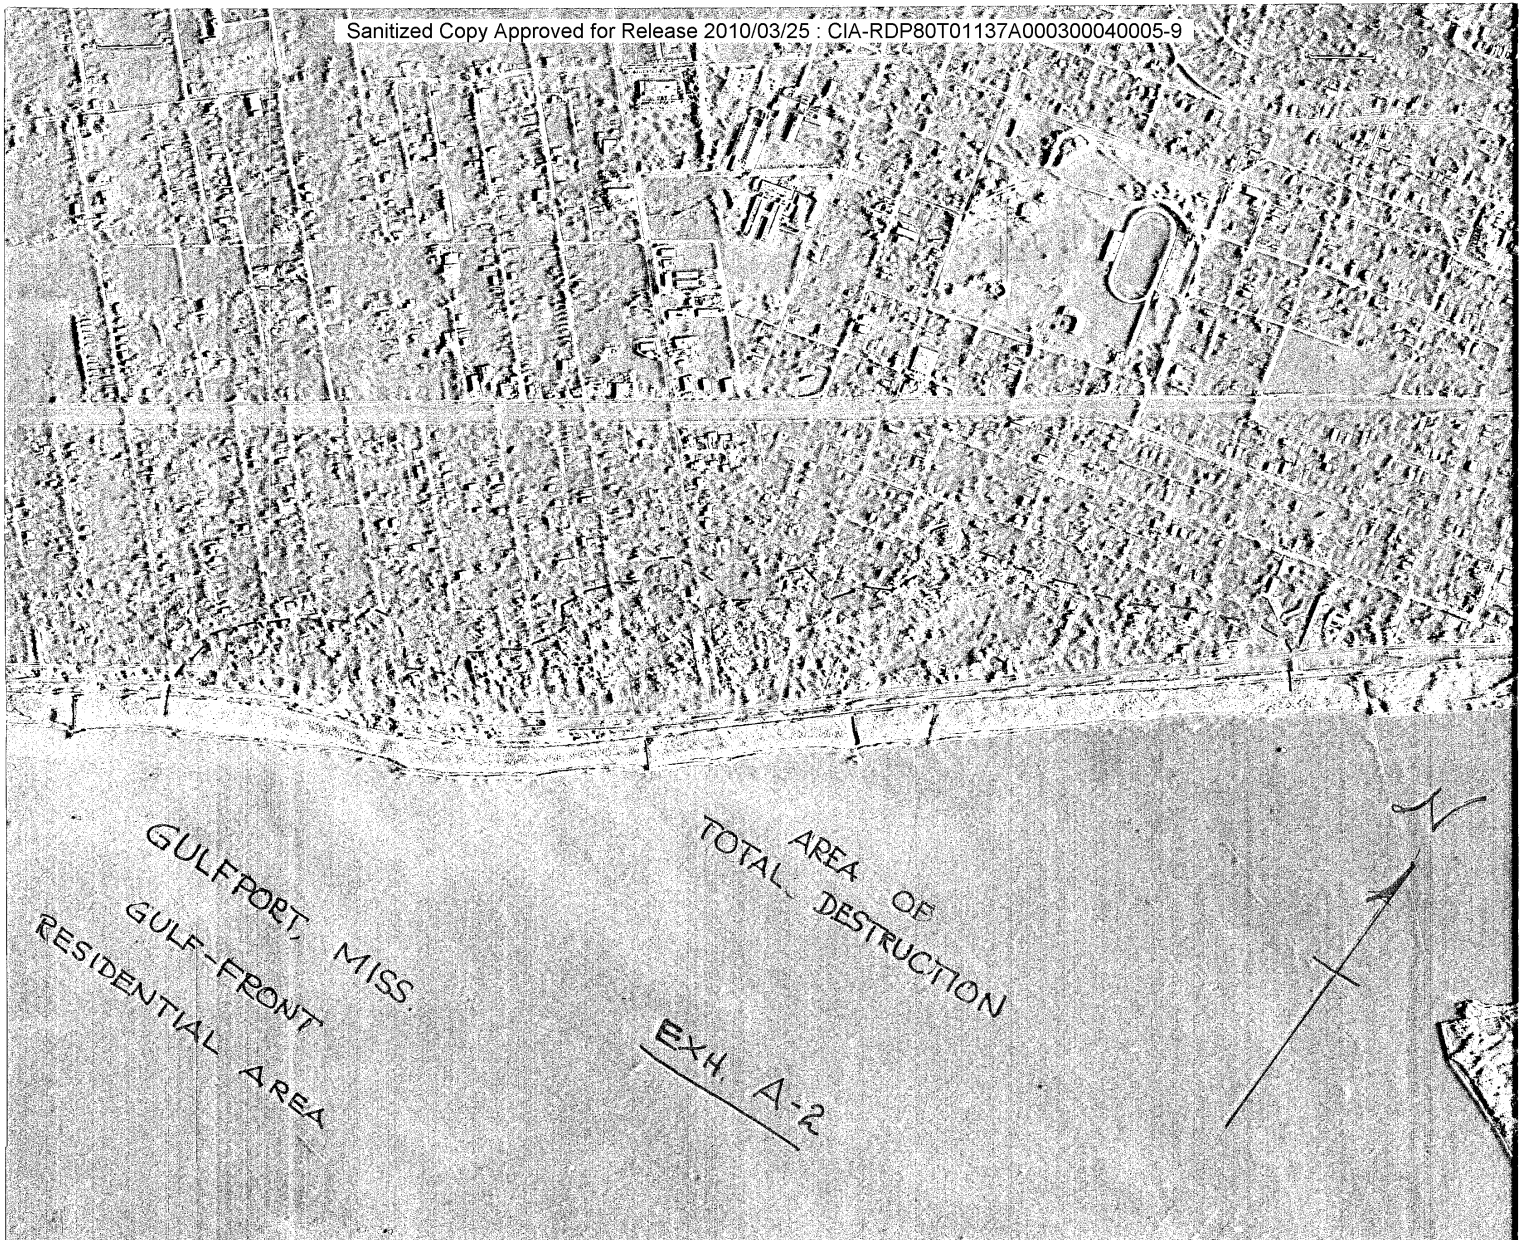 Sanitized Copy Approved for Release 2010/03/25 : CIA-RDP80T01137A000300040005-9
GULFPORT, MISS
GULF-FRONT
RESIDENTIAL AREA
AREA OF
TOTAL DESTRUCTION
EXH. A-2
N